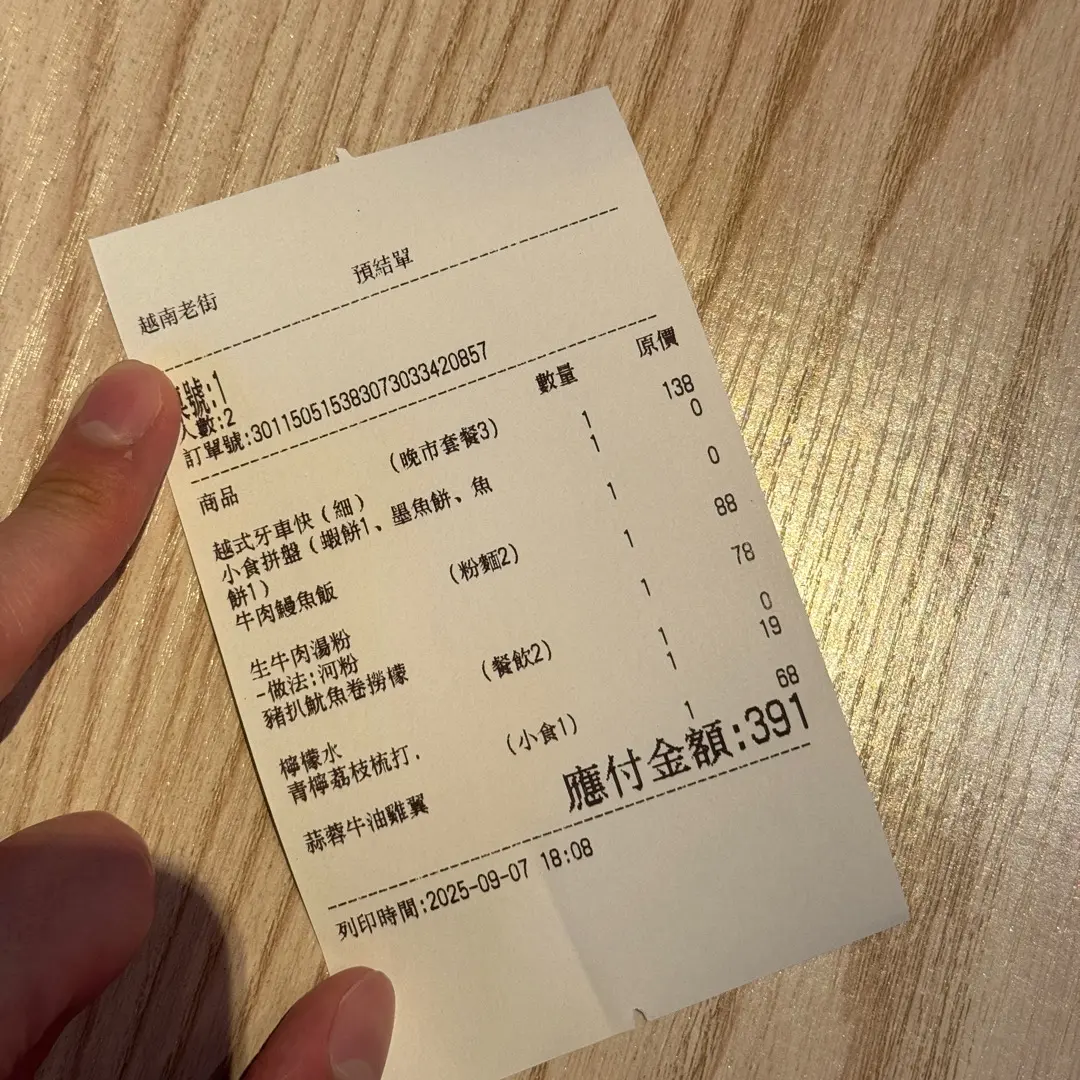 預結單
越南老街
號:1
人數:2
訂單號:301150515383073033420857
商品 數量 原價
(晚市套餐3) 1 138
越式牙車快(細) 1 0
小食拼盤(蝦餅1、墨魚餅、魚 1 0
餅1)
牛肉鰻魚飯 1 88
(粉麵2)
生牛肉湯粉 1 78
-做法:河粉
豬扒魷魚卷撈檬 1 0
(餐飲2)
檸檬水 1 19
青檸荔枝梳打. 1 68
(小食1)
蒜蓉牛油雞翼
應付金額:391
列印時間:2025-09-07 18:08